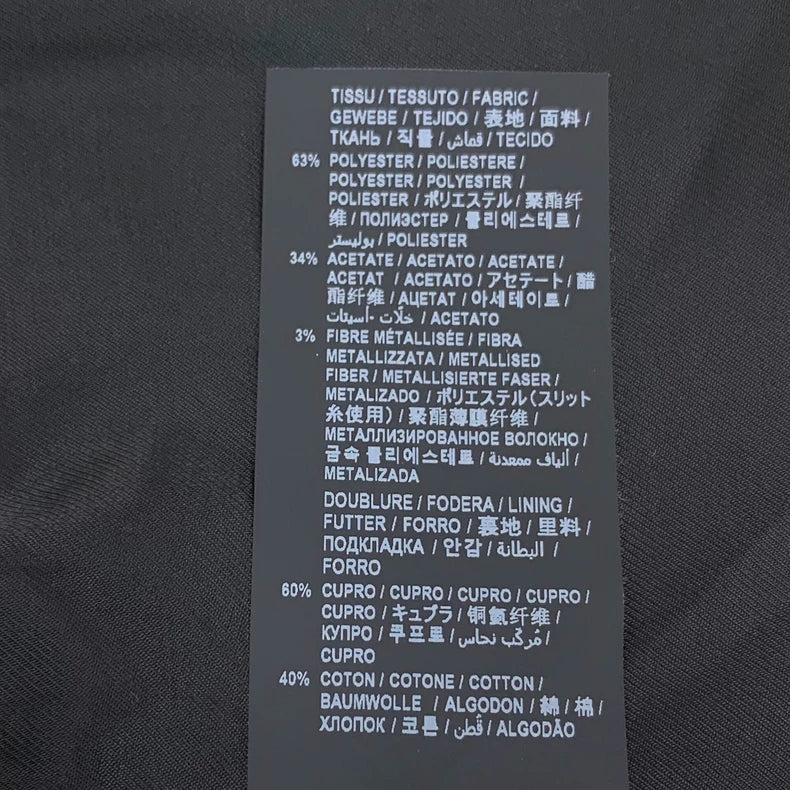 TISSU / TESSUTO / FABRIC /
GEWEBE / TEJIDO / 表地 / 面料 /
ТКАНЬ / 직물 / قماش / TECIDO
63% POLYESTER / POLIESTERE /
POLYESTER / POLYESTER /
POLIESTER / ポリエステル / 聚酯纤
维 / ПОЛИЭСТЕР / 폴리에스테르 /
بوليستر / POLIESTER
34% ACETATE / ACETATO / ACETATE /
ACETAT / ACETATO / アセテート / 醋
酯纤维 / АЦЕТАТ / 아세테이트 /
خلّات ٠اسيتات / ACETATO
3% FIBRE MÉTALLISÉE / FIBRA
METALLIZZATA / METALLISED
FIBER / METALLISIERTE FASER /
METALIZADO / ポリエステル(スリット
糸使用) / 聚酯薄膜纤维 /
МЕТАЛЛИЗИРОВАННОЕ ВОЛОКНО /
금속 폴리에스테르 / ألياف ممعدنة /
METALIZADA
DOUBLURE / FODERA / LINING /
FUTTER / FORRO / 裏地 / 里料 /
ПОДКЛАДКА / 안감 / البطانة /
FORRO
60% CUPRO / CUPRO / CUPRO / CUPRO /
CUPRO / キュプラ / 铜氨纤维 /
КУПРО / 쿠프로 / مُركّب نحاس /
CUPRO
40% COTON / COTONE / COTTON /
BAUMWOLLE / ALGODON / 綿 / 棉 /
ХЛОПОК / 코튼 / قُطن / ALGODÃO